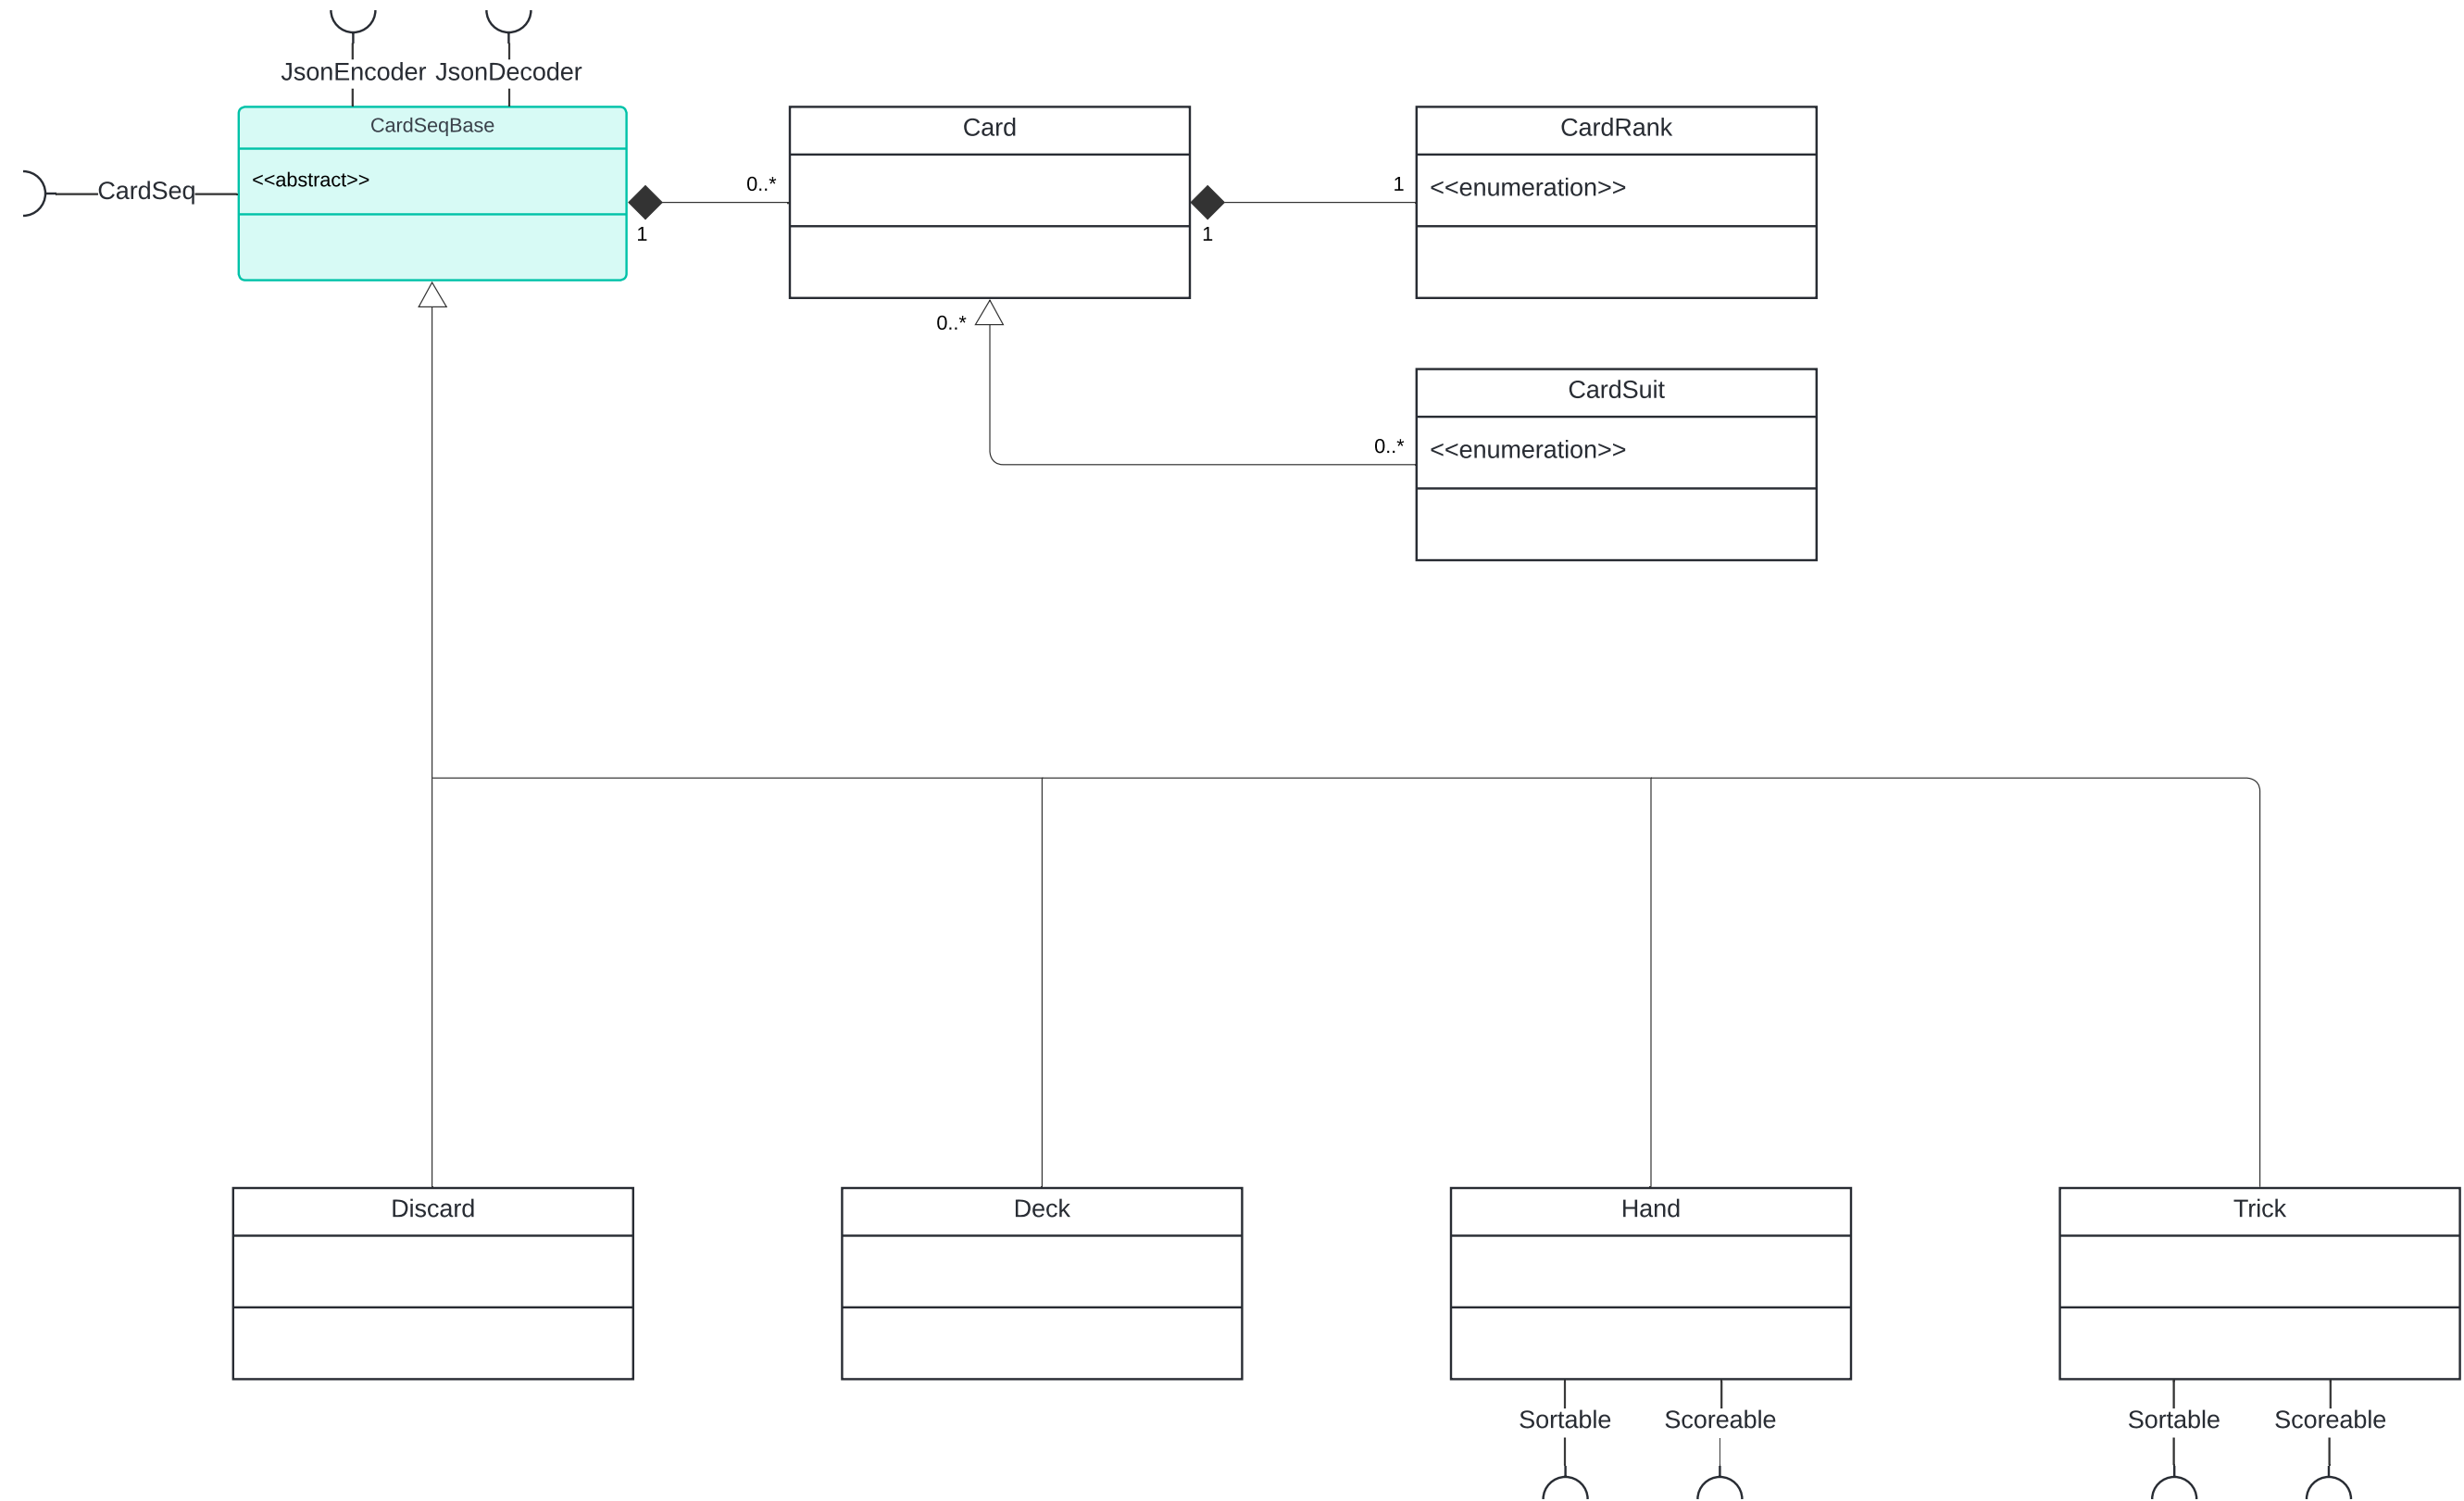 JsonEncoder JsonDecoder
CardSeqBase
<<abstract>>
CardSeq
1
0..*
Card
1
1
CardRank
<<enumeration>>
0..*
0..*
CardSuit
<<enumeration>>
Discard
Deck
Hand
Trick
Sortable
Scoreable
Sortable
Scoreable